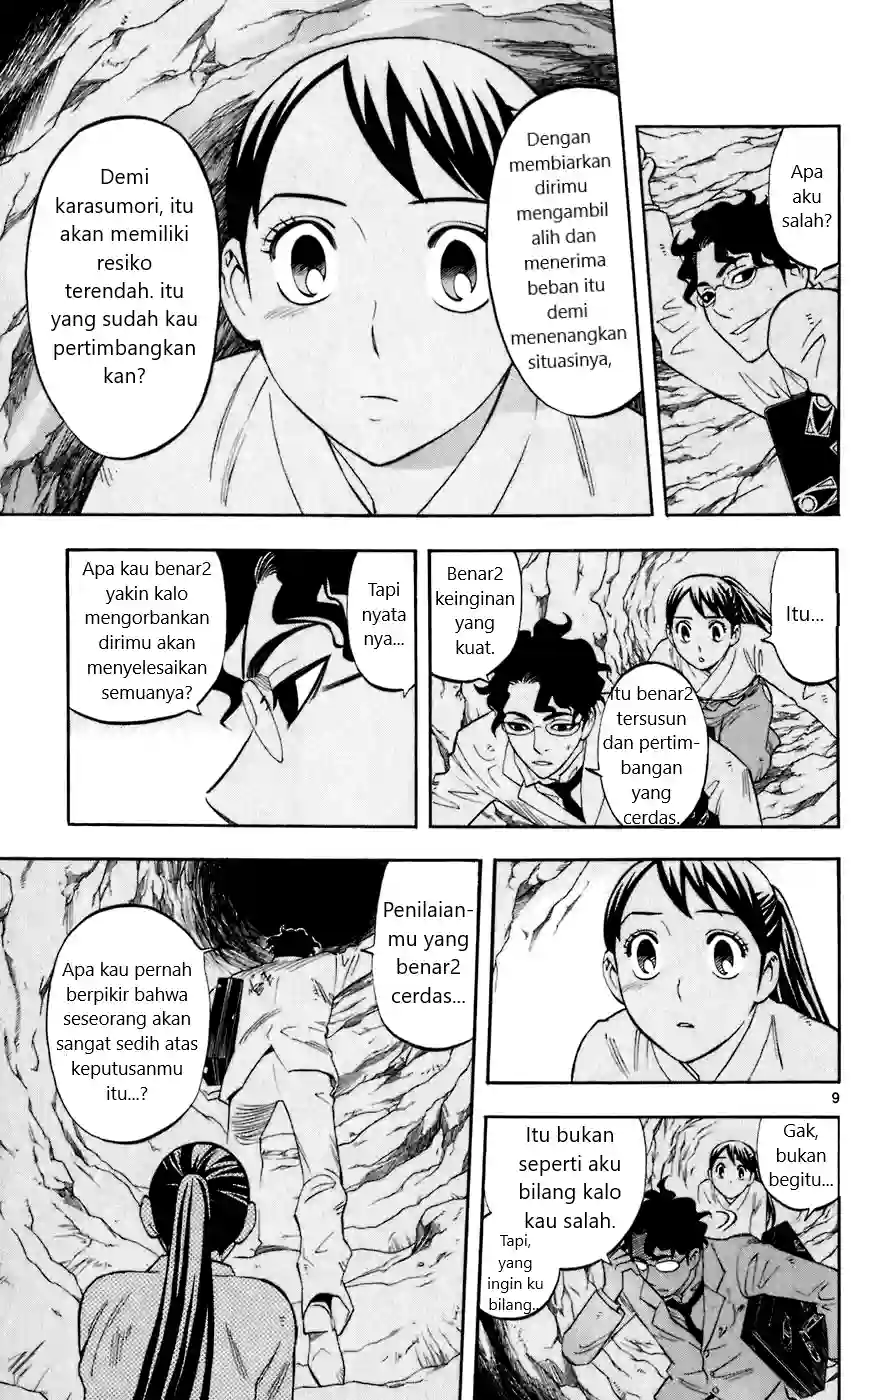 Apa
aku
salah?
Dengan
membiarkan
dirimu
mengambil
alih dan
menerima
beban itu
demi
menenangkan
situasinya,
Demi
karasumori, itu
akan memiliki
resiko
terendah. itu
yang sudah kau
pertimbangkan
kan?
Itu...
Benar2
keinginan
yang
kuat.
Itu benar2
tersusun
dan pertim-
bangan
yang
cerdas.
Tapi
nyata
nya...
Apa kau benar2
yakin kalo
mengorbankan
dirimu akan
menyelesaikan
semuanya?
Penilaian-
mu yang
benar2
cerdas...
Apa kau pernah
berpikir bahwa
seseorang akan
sangat sedih atas
keputusanmu
itu...?
9
Gak,
bukan
begitu...
Itu bukan
seperti aku
bilang kalo
kau salah.
Tapi,
yang
ingin ku
bilang..